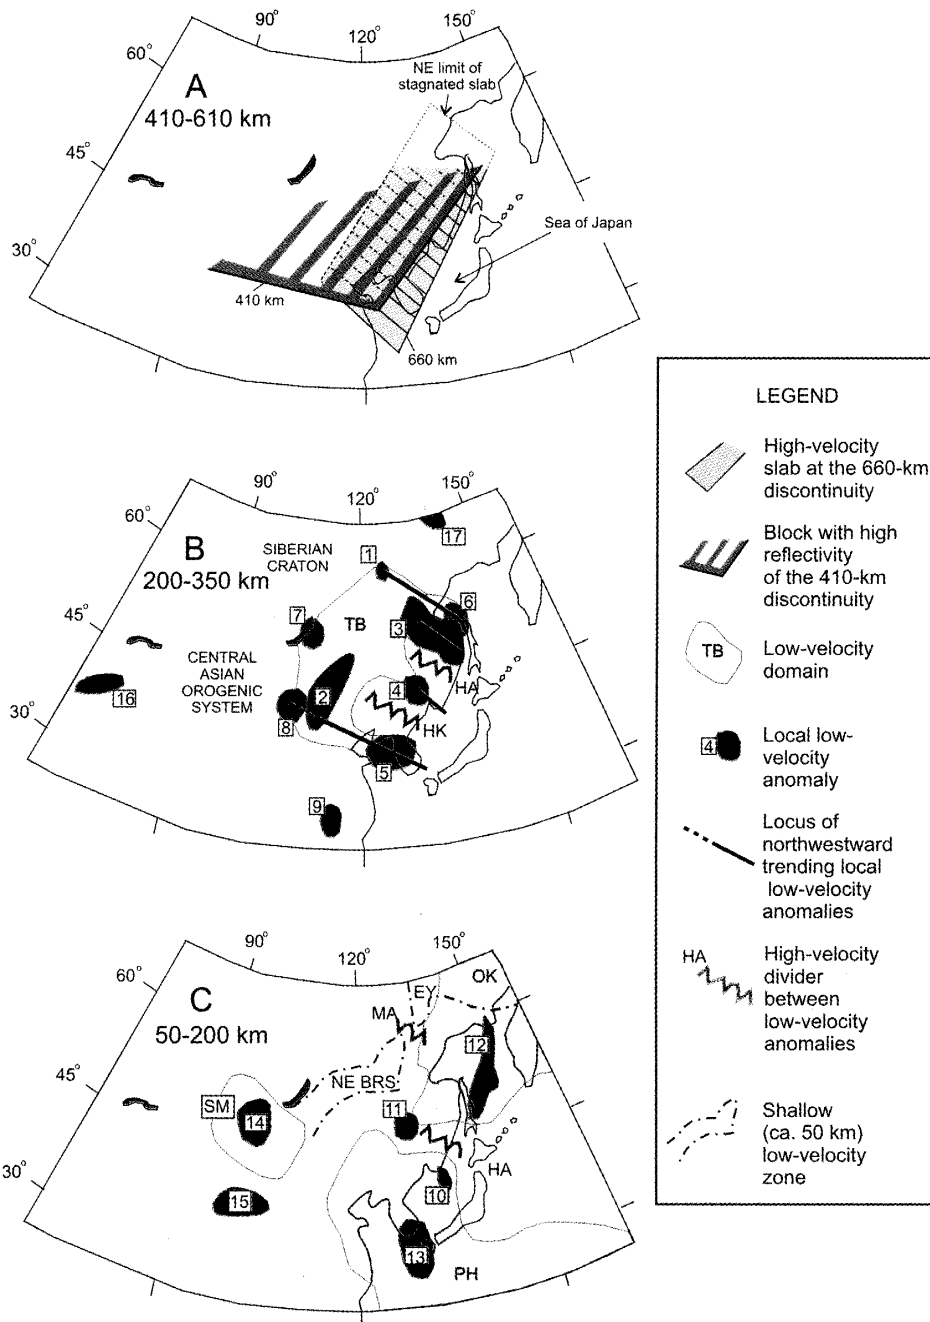 90°
120°
150°
60°
45°
30°
A
410-610 km
NE limit of
stagnated slab
Sea of Japan
410 km
660 km
90°
120°
150°
60°
45°
30°
B
200-350 km
SIBERIAN
CRATON
1
17
7
TB
6
3
CENTRAL
ASIAN
OROGENIC
SYSTEM
16
2
4
HA
8
HK
5
9
90°
120°
150°
60°
45°
30°
C
50-200 km
OK
EY
MA
12
NE BRS
SM
14
11
HA
15
10
13
PH
LEGEND
High-velocity
slab at the 660-km
discontinuity
Block with high
reflectivity
of the 410-km
discontinuity
TB
Low-velocity
domain
4
Local low-
velocity
anomaly
Locus of
northwestward
trending local
low-velocity
anomalies
HA
High-velocity
divider
between
low-velocity
anomalies
Shallow
(ca. 50 km)
low-velocity
zone